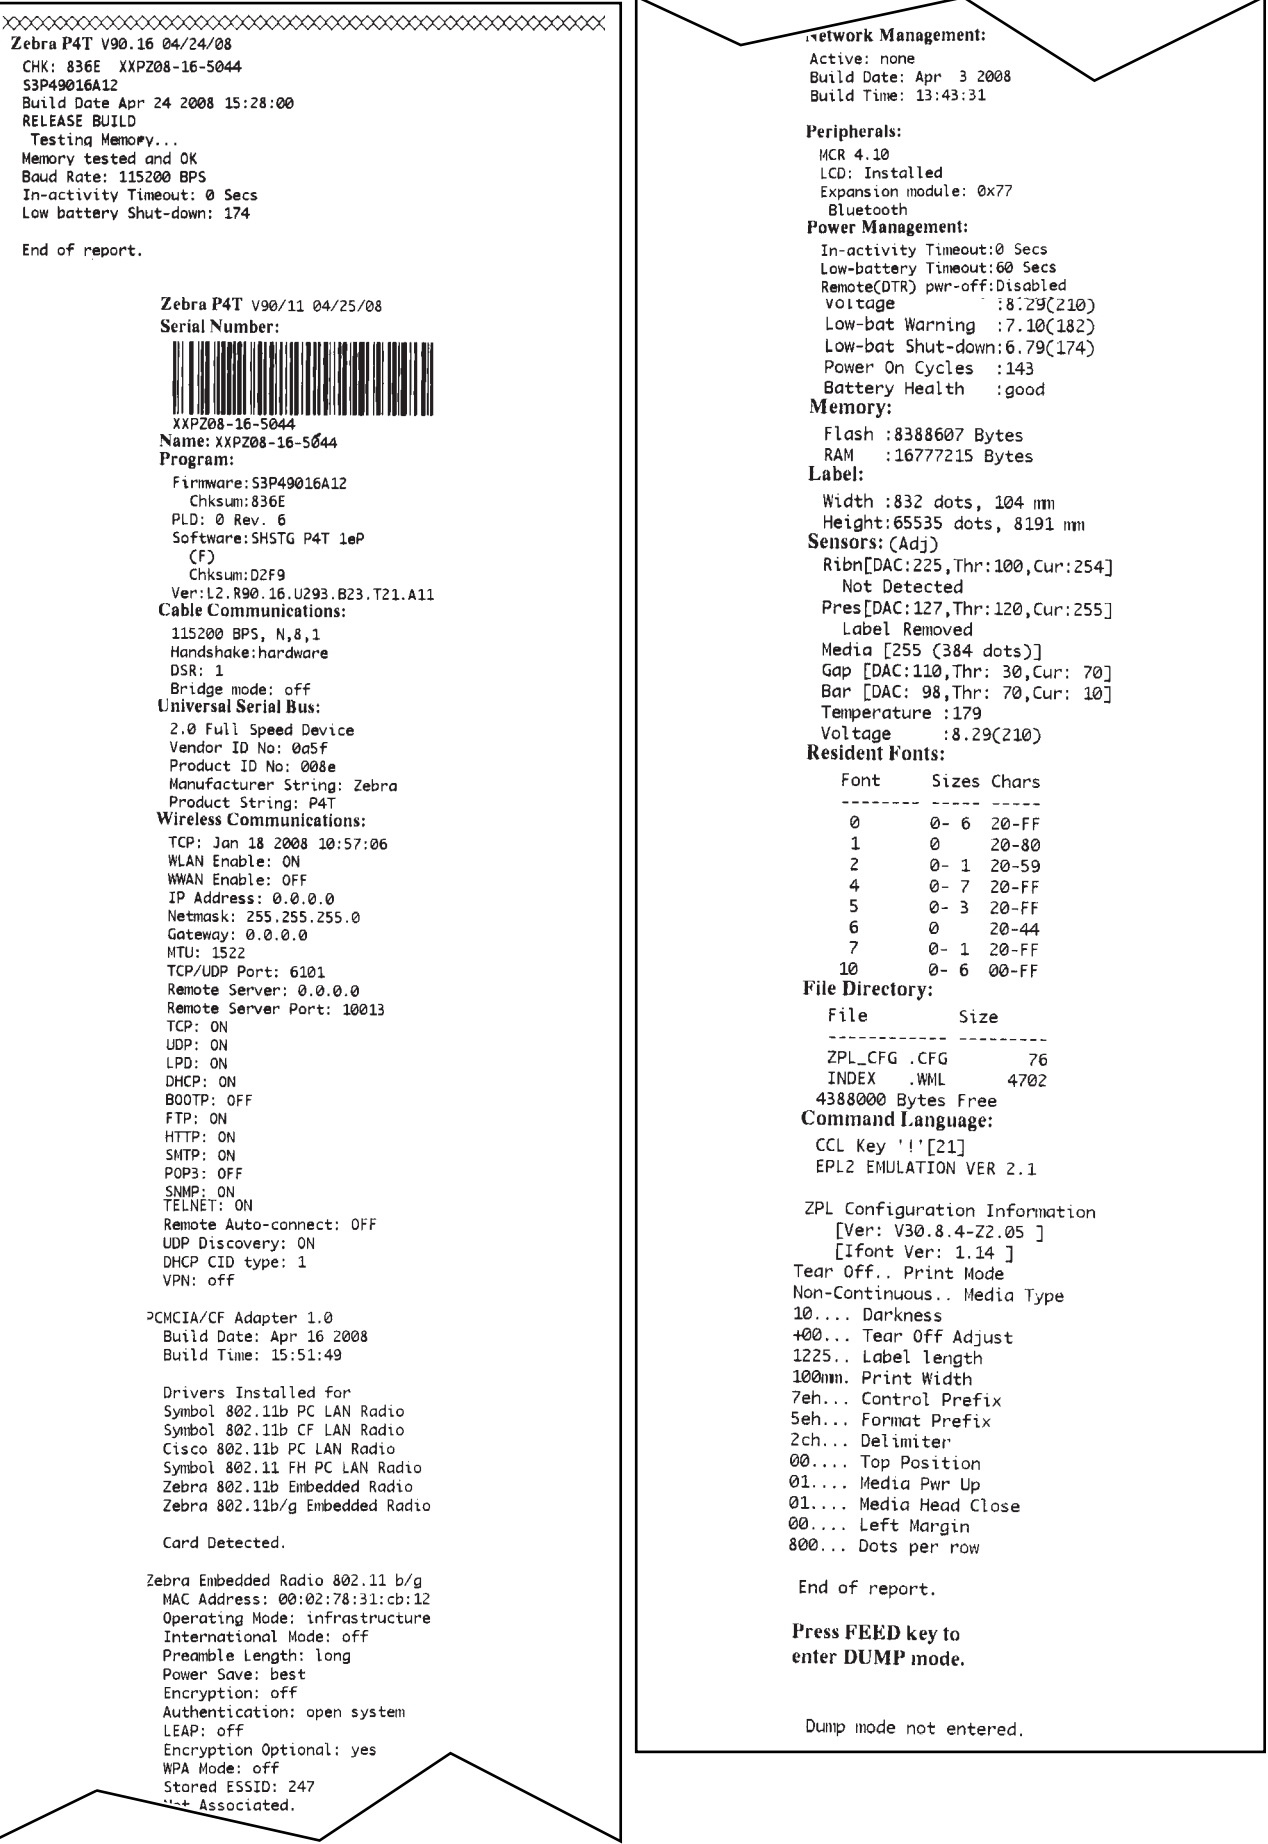 Zebra P4T V90.16 04/24/08
CHK: 836E XXPZ08-16-5044
S3P49016A12
Build Date Apr 24 2008 15:28:00
RELEASE BUILD
Testing Memory...
Memory tested and OK
Baud Rate: 115200 BPS
In-activity Timeout: 0 Secs
Low battery Shut-down: 174
End of report.
Zebra P4T V90/11 04/25/08
Serial Number:
XXPZ08-16-5044
Name: XXPZ08-16-5044
Program:
Firmware:S3P49016A12
Chksum:836E
PLD: 0 Rev. 6
Software:SHSTG P4T 1eP
(F)
Chksum:D2F9
Ver:L2.R90.16.U293.B23.T21.A11
Cable Communications:
115200 BPS, N,8,1
Handshake:hardware
DSR: 1
Bridge mode: off
Universal Serial Bus:
2.0 Full Speed Device
Vendor ID No: 0a5f
Product ID No: 008e
Manufacturer String: Zebra
Product String: P4T
Wireless Communications:
TCP: Jan 18 2008 10:57:06
WLAN Enable: ON
WWAN Enable: OFF
IP Address: 0.0.0.0
Netmask: 255.255.255.0
Gateway: 0.0.0.0
MTU: 1522
TCP/UDP Port: 6101
Remote Server: 0.0.0.0
Remote Server Port: 10013
TCP: ON
UDP: ON
LPD: ON
DHCP: ON
BOOTP: OFF
FTP: ON
HTTP: ON
SMTP: ON
POP3: OFF
SNMP: ON
TELNET: ON
Remote Auto-connect: OFF
UDP Discovery: ON
DHCP CID type: 1
VPN: off
PCMCIA/CF Adapter 1.0
Build Date: Apr 16 2008
Build Time: 15:51:49
Drivers Installed for
Symbol 802.11b PC LAN Radio
Symbol 802.11b CF LAN Radio
Cisco 802.11b PC LAN Radio
Symbol 802.11 FH PC LAN Radio
Zebra 802.11b Embedded Radio
Zebra 802.11b/g Embedded Radio
Card Detected.
Zebra Embedded Radio 802.11 b/g
MAC Address: 00:02:78:31:cb:12
Operating Mode: infrastructure
International Mode: off
Preamble Length: long
Power Save: best
Encryption: off
Authentication: open system
LEAP: off
Encryption Optional: yes
WPA Mode: off
Stored ESSID: 247
Not Associated.
Network Management:
Active: none
Build Date: Apr 3 2008
Build Time: 13:43:31
Peripherals:
MCR 4.10
LCD: Installed
Expansion module: 0x77
Bluetooth
Power Management:
In-activity Timeout:0 Secs
Low-battery Timeout:60 Secs
Remote(DTR) pwr-off:Disabled
Voltage :8.29(210)
Low-bat Warning :7.10(182)
Low-bat Shut-down:6.79(174)
Power On Cycles :143
Battery Health :good
Memory:
Flash :8388607 Bytes
RAM :16777215 Bytes
Label:
Width :832 dots, 104 mm
Height:65535 dots, 8191 mm
Sensors: (Adj)
Ribn[DAC:225,Thr:100,Cur:254]
Not Detected
Pres[DAC:127,Thr:120,Cur:255]
Label Removed
Media [255 (384 dots)]
Gap [DAC:110,Thr: 30,Cur: 70]
Bar [DAC: 98,Thr: 70,Cur: 10]
Temperature :179
Voltage :8.29(210)
Resident Fonts:
Font Sizes Chars
-------- ----- -----
0 0- 6 20-FF
1 0 20-80
2 0- 1 20-59
4 0- 7 20-FF
5 0- 3 20-FF
6 0 20-44
7 0- 1 20-FF
10 0- 6 00-FF
File Directory:
File Size
------------ ---------
ZPL_CFG .CFG 76
INDEX .WML 4702
4388000 Bytes Free
Command Language:
CCL Key '!'[21]
EPL2 EMULATION VER 2.1
ZPL Configuration Information
[Ver: V30.8.4-Z2.05 ]
[Ifont Ver: 1.14 ]
Tear Off.. Print Mode
Non-Continuous.. Media Type
10.... Darkness
+00... Tear Off Adjust
1225.. Label length
100mm. Print Width
7eh... Control Prefix
5eh... Format Prefix
2ch... Delimiter
00.... Top Position
01.... Media Pwr Up
01.... Media Head Close
00.... Left Margin
800... Dots per row
End of report.
Press FEED key to
enter DUMP mode.
Dump mode not entered.